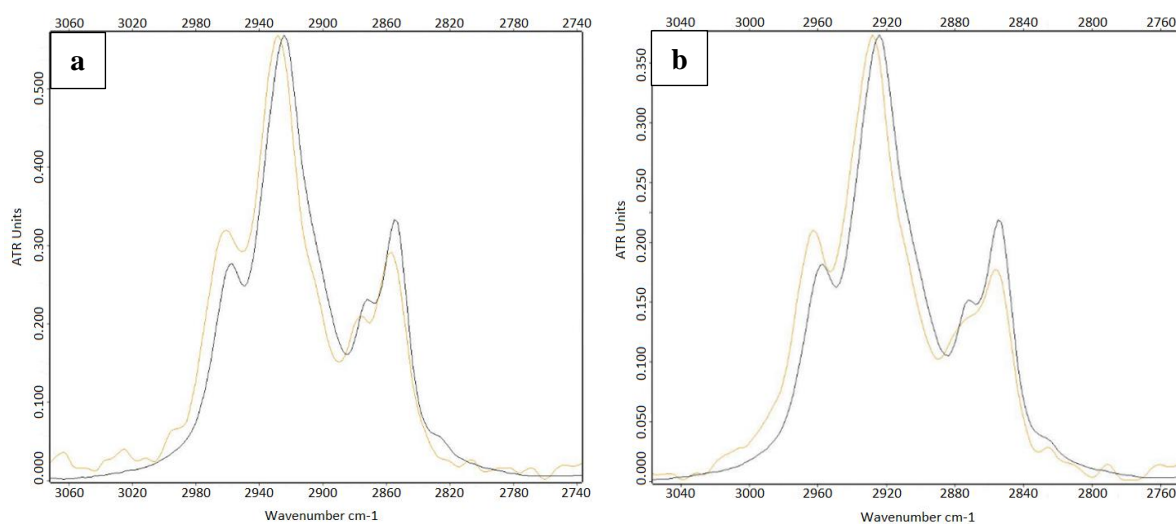 3060 3020 2980 2940 2900 2860 2820 2780 2740
a
ATR Units
0.000 0.100 0.200 0.300 0.400 0.500
3060 3020 2980 2940 2900 2860 2820 2780 2740
Wavenumber cm-1
3040 3000 2960 2920 2880 2840 2800 2760
b
ATR Units
0.000 0.050 0.100 0.150 0.200 0.250 0.300 0.350
3040 3000 2960 2920 2880 2840 2800 2760
Wavenumber cm-1